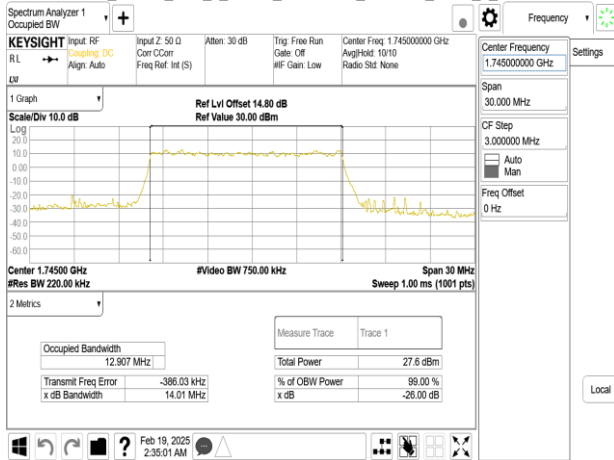 Spectrum Analyzer 1
Occupied BW
Frequency
KEYSIGHT
Input: RF
Coupling: DC
Align: Auto
Input Z: 50 Ω
Corr CCorr
Freq Ref: Int (S)
Atten: 30 dB
Trig: Free Run
Gate: Off
#IF Gain: Low
Center Freq: 1.745000000 GHz
Avg|Hold: 10/10
Radio Std: None
RL
LXI
Center Frequency
1.745000000 GHz
Settings
Span
30.000 MHz
CF Step
3.000000 MHz
Auto
Man
Freq Offset
0 Hz
Local
1 Graph
Scale/Div 10.0 dB
Ref Lvl Offset 14.80 dB
Ref Value 30.00 dBm
Log
20.0
10.0
0.00
-10.0
-20.0
-30.0
-40.0
-50.0
-60.0
Center 1.74500 GHz
#Res BW 220.00 kHz
#Video BW 750.00 kHz
Span 30 MHz
Sweep 1.00 ms (1001 pts)
2 Metrics
Measure Trace Trace 1
Occupied Bandwidth
12.907 MHz
Total Power 27.6 dBm
Transmit Freq Error -386.03 kHz
% of OBW Power 99.00 %
x dB Bandwidth 14.01 MHz
x dB -26.00 dB
Feb 19, 2025
2:35:01 AM